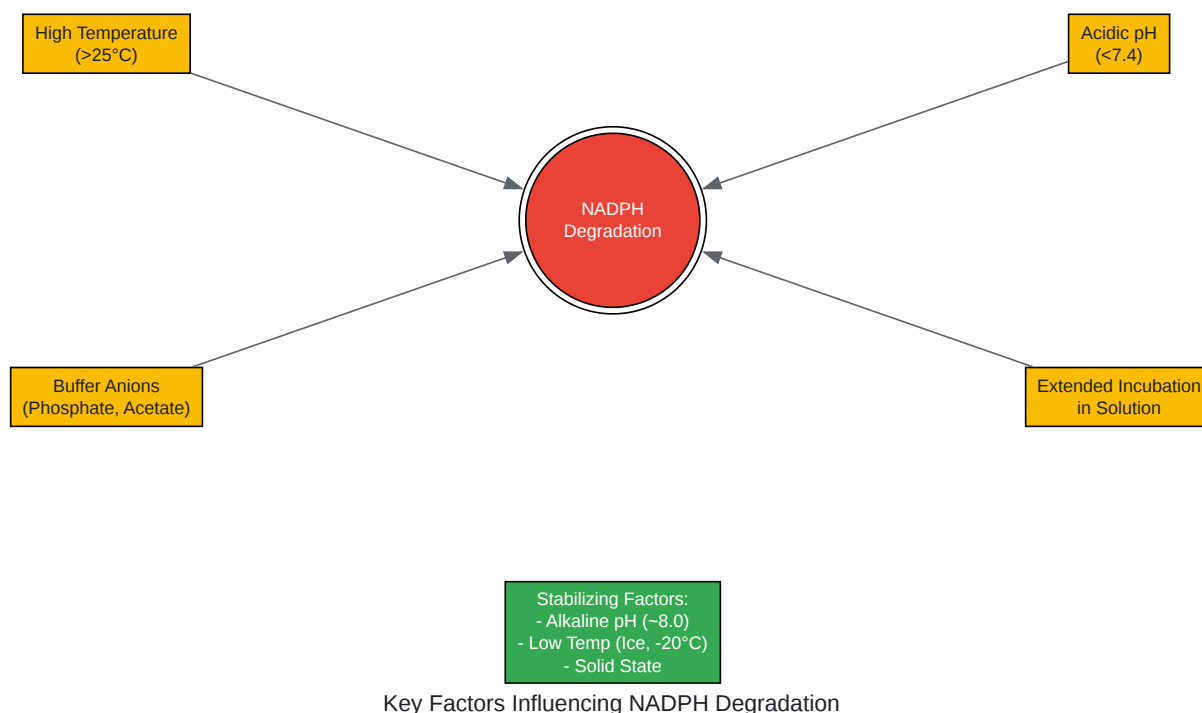 High Temperature
(>25°C)
Acidic pH
(<7.4)
NADPH
Degradation
Buffer Anions
(Phosphate, Acetate)
Extended Incubation
in Solution
Stabilizing Factors:
- Alkaline pH (~8.0)
- Low Temp (Ice, -20°C)
- Solid State
Key Factors Influencing NADPH Degradation